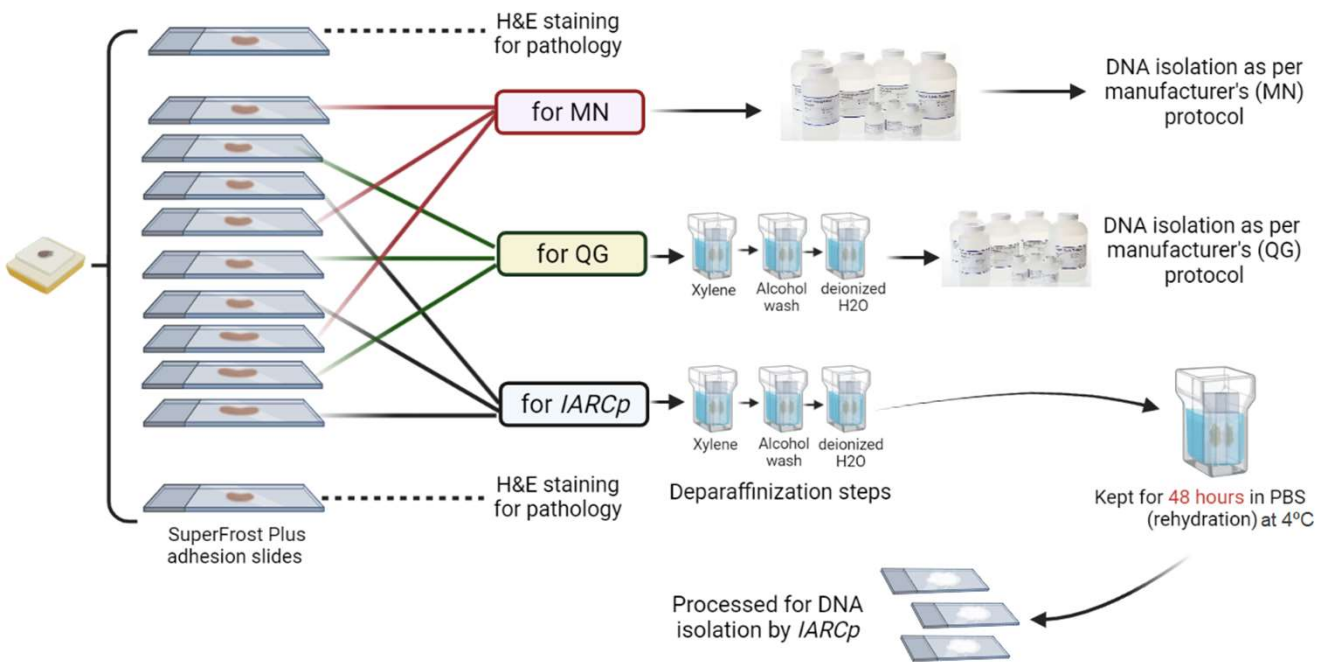 H&E staining
for pathology
for MN
DNA isolation as per
manufacturer's (MN)
protocol
for QG
Xylene
Alcohol
wash
deionized
H2O
DNA isolation as per
manufacturer's (QG)
protocol
for IARCp
Xylene
Alcohol
wash
deionized
H2O
Deparaffinization steps
H&E staining
for pathology
SuperFrost Plus
adhesion slides
Kept for 48 hours in PBS
(rehydration) at 4ºC
Processed for DNA
isolation by IARCp